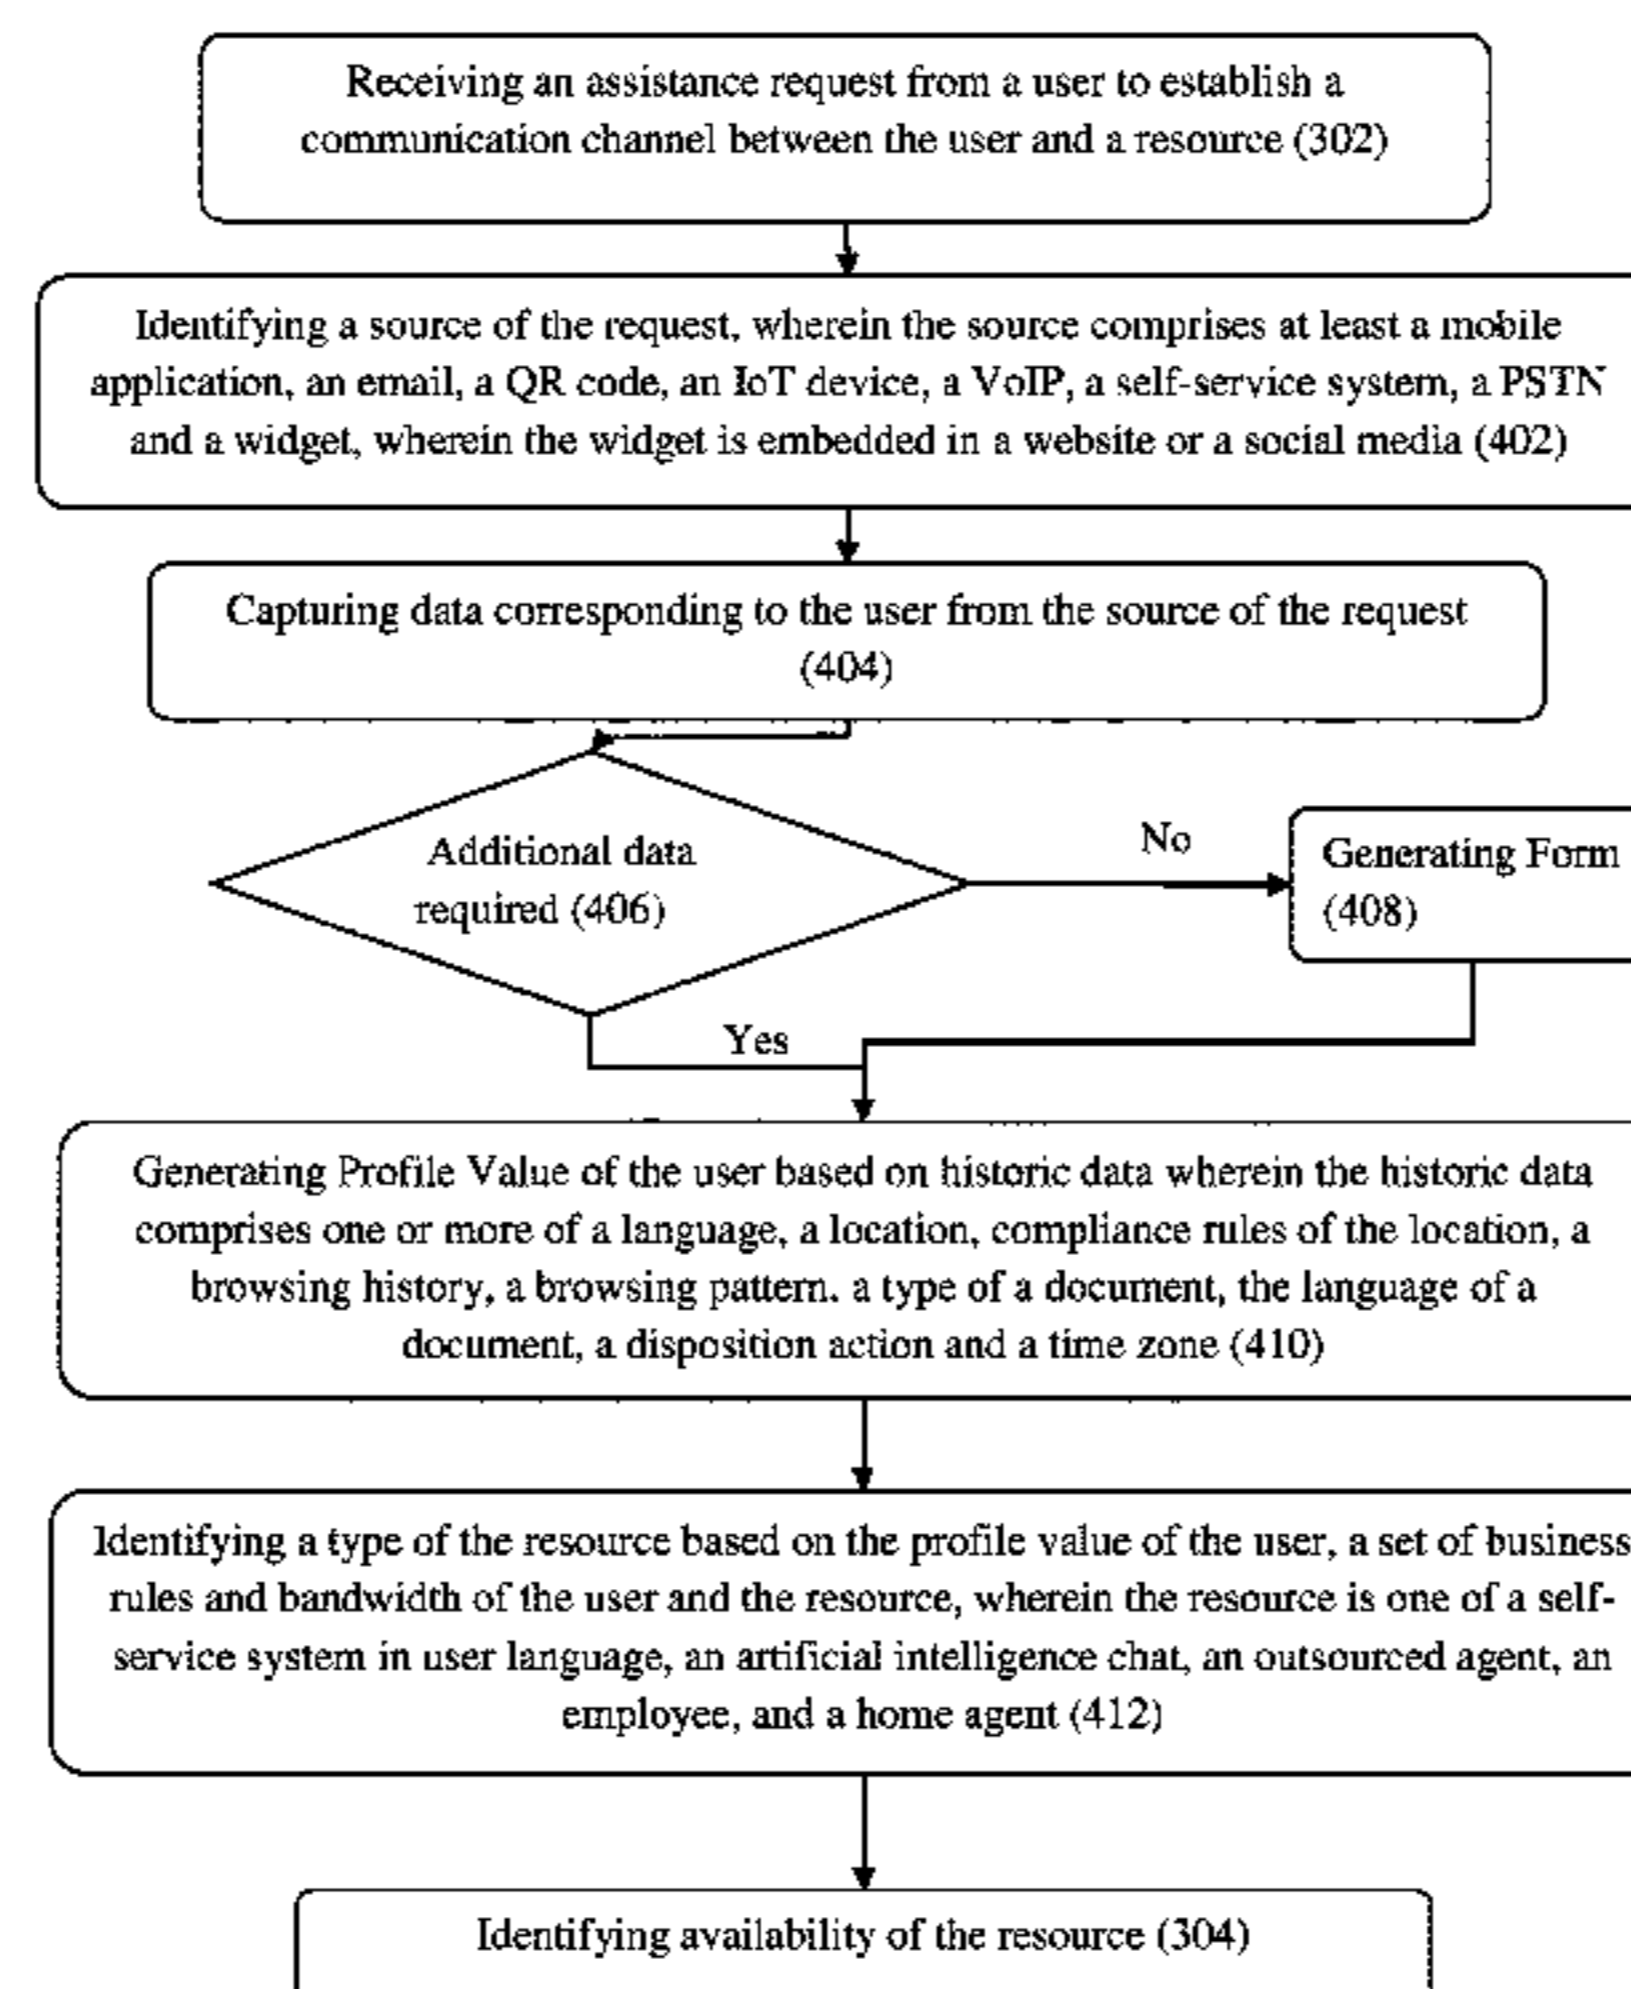 Receiving an assistance request from a user to establish a
communication channel between the user and a resource (302)
Identifying a source of the request, wherein the source comprises at least a mobile
application, an email, a QR code, an IoT device, a VoIP, a self-service system, a PSTN
and a widget, wherein the widget is embedded in a website or a social media (402)
Capturing data corresponding to the user from the source of the request
(404)
Additional data
required (406)
No
Generating Form
(408)
Yes
Generating Profile Value of the user based on historic data wherein the historic data
comprises one or more of a language, a location, compliance rules of the location, a
browsing history, a browsing pattern. a type of a document, the language of a
document, a disposition action and a time zone (410)
Identifying a type of the resource based on the profile value of the user, a set of business
rules and bandwidth of the user and the resource, wherein the resource is one of a self-
service system in user language, an artificial intelligence chat, an outsourced agent, an
employee, and a home agent (412)
Identifying availability of the resource (304)